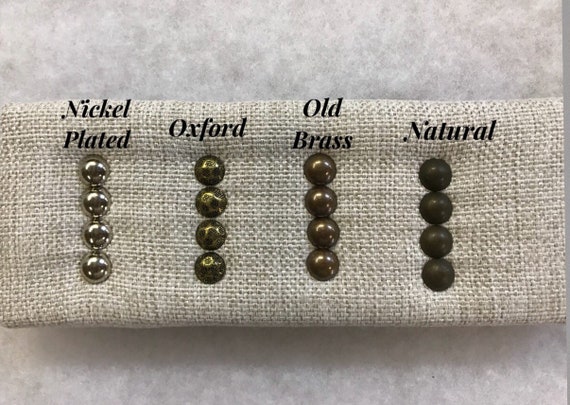 Nickel
Plated
Oxford
Old
Brass
Natural